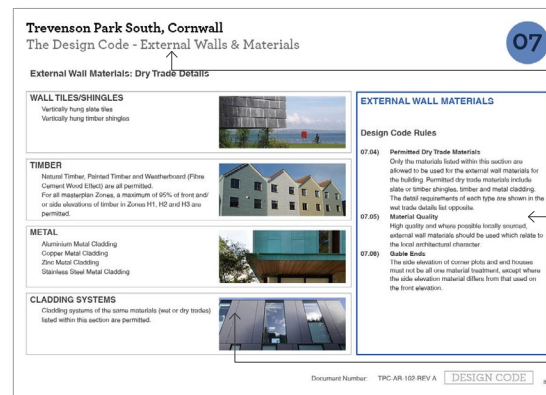 Trevenson Park South, Cornwall
The Design Code - External Walls & Materials
07
External Wall Materials: Dry Trade Details
WALL TILES/SHINGLES
Vertically hung slate tiles
Vertically hung timber shingles
TIMBER
Natural Timber, Painted Timber and Weatherboard (Fibre
Cement Wood Effect) are all permitted.
For all masterplan Zones, a maximum of 95% of front and/
or side elevations of timber in Zones H1, H2 and H3 are
permitted.
METAL
Aluminium Metal Cladding
Copper Metal Cladding
Zinc Metal Cladding
Stainless Steel Metal Cladding
CLADDING SYSTEMS
Cladding systems of the same materials (wet or dry trades)
listed within this section are permitted.
EXTERNAL WALL MATERIALS
Design Code Rules
07.04) Permitted Dry Trade Materials
Only the materials listed within this section are
allowed to be used for the external wall materials for
the building. Permitted dry trade materials include
slate or timber shingles, timber and metal cladding.
The detail requirements of each type are shown in the
wet trade details list opposite.
07.05) Material Quality
High quality and where possible locally sourced,
external wall materials should be used which relate to
the local architectural character
07.06) Gable Ends
The side elevation of corner plots and end houses
must not be all one material treatment, except where
the side elevation material differs from that used on
the front elevation.
Document Number: TPC-AR-102-REV A DESIGN CODE